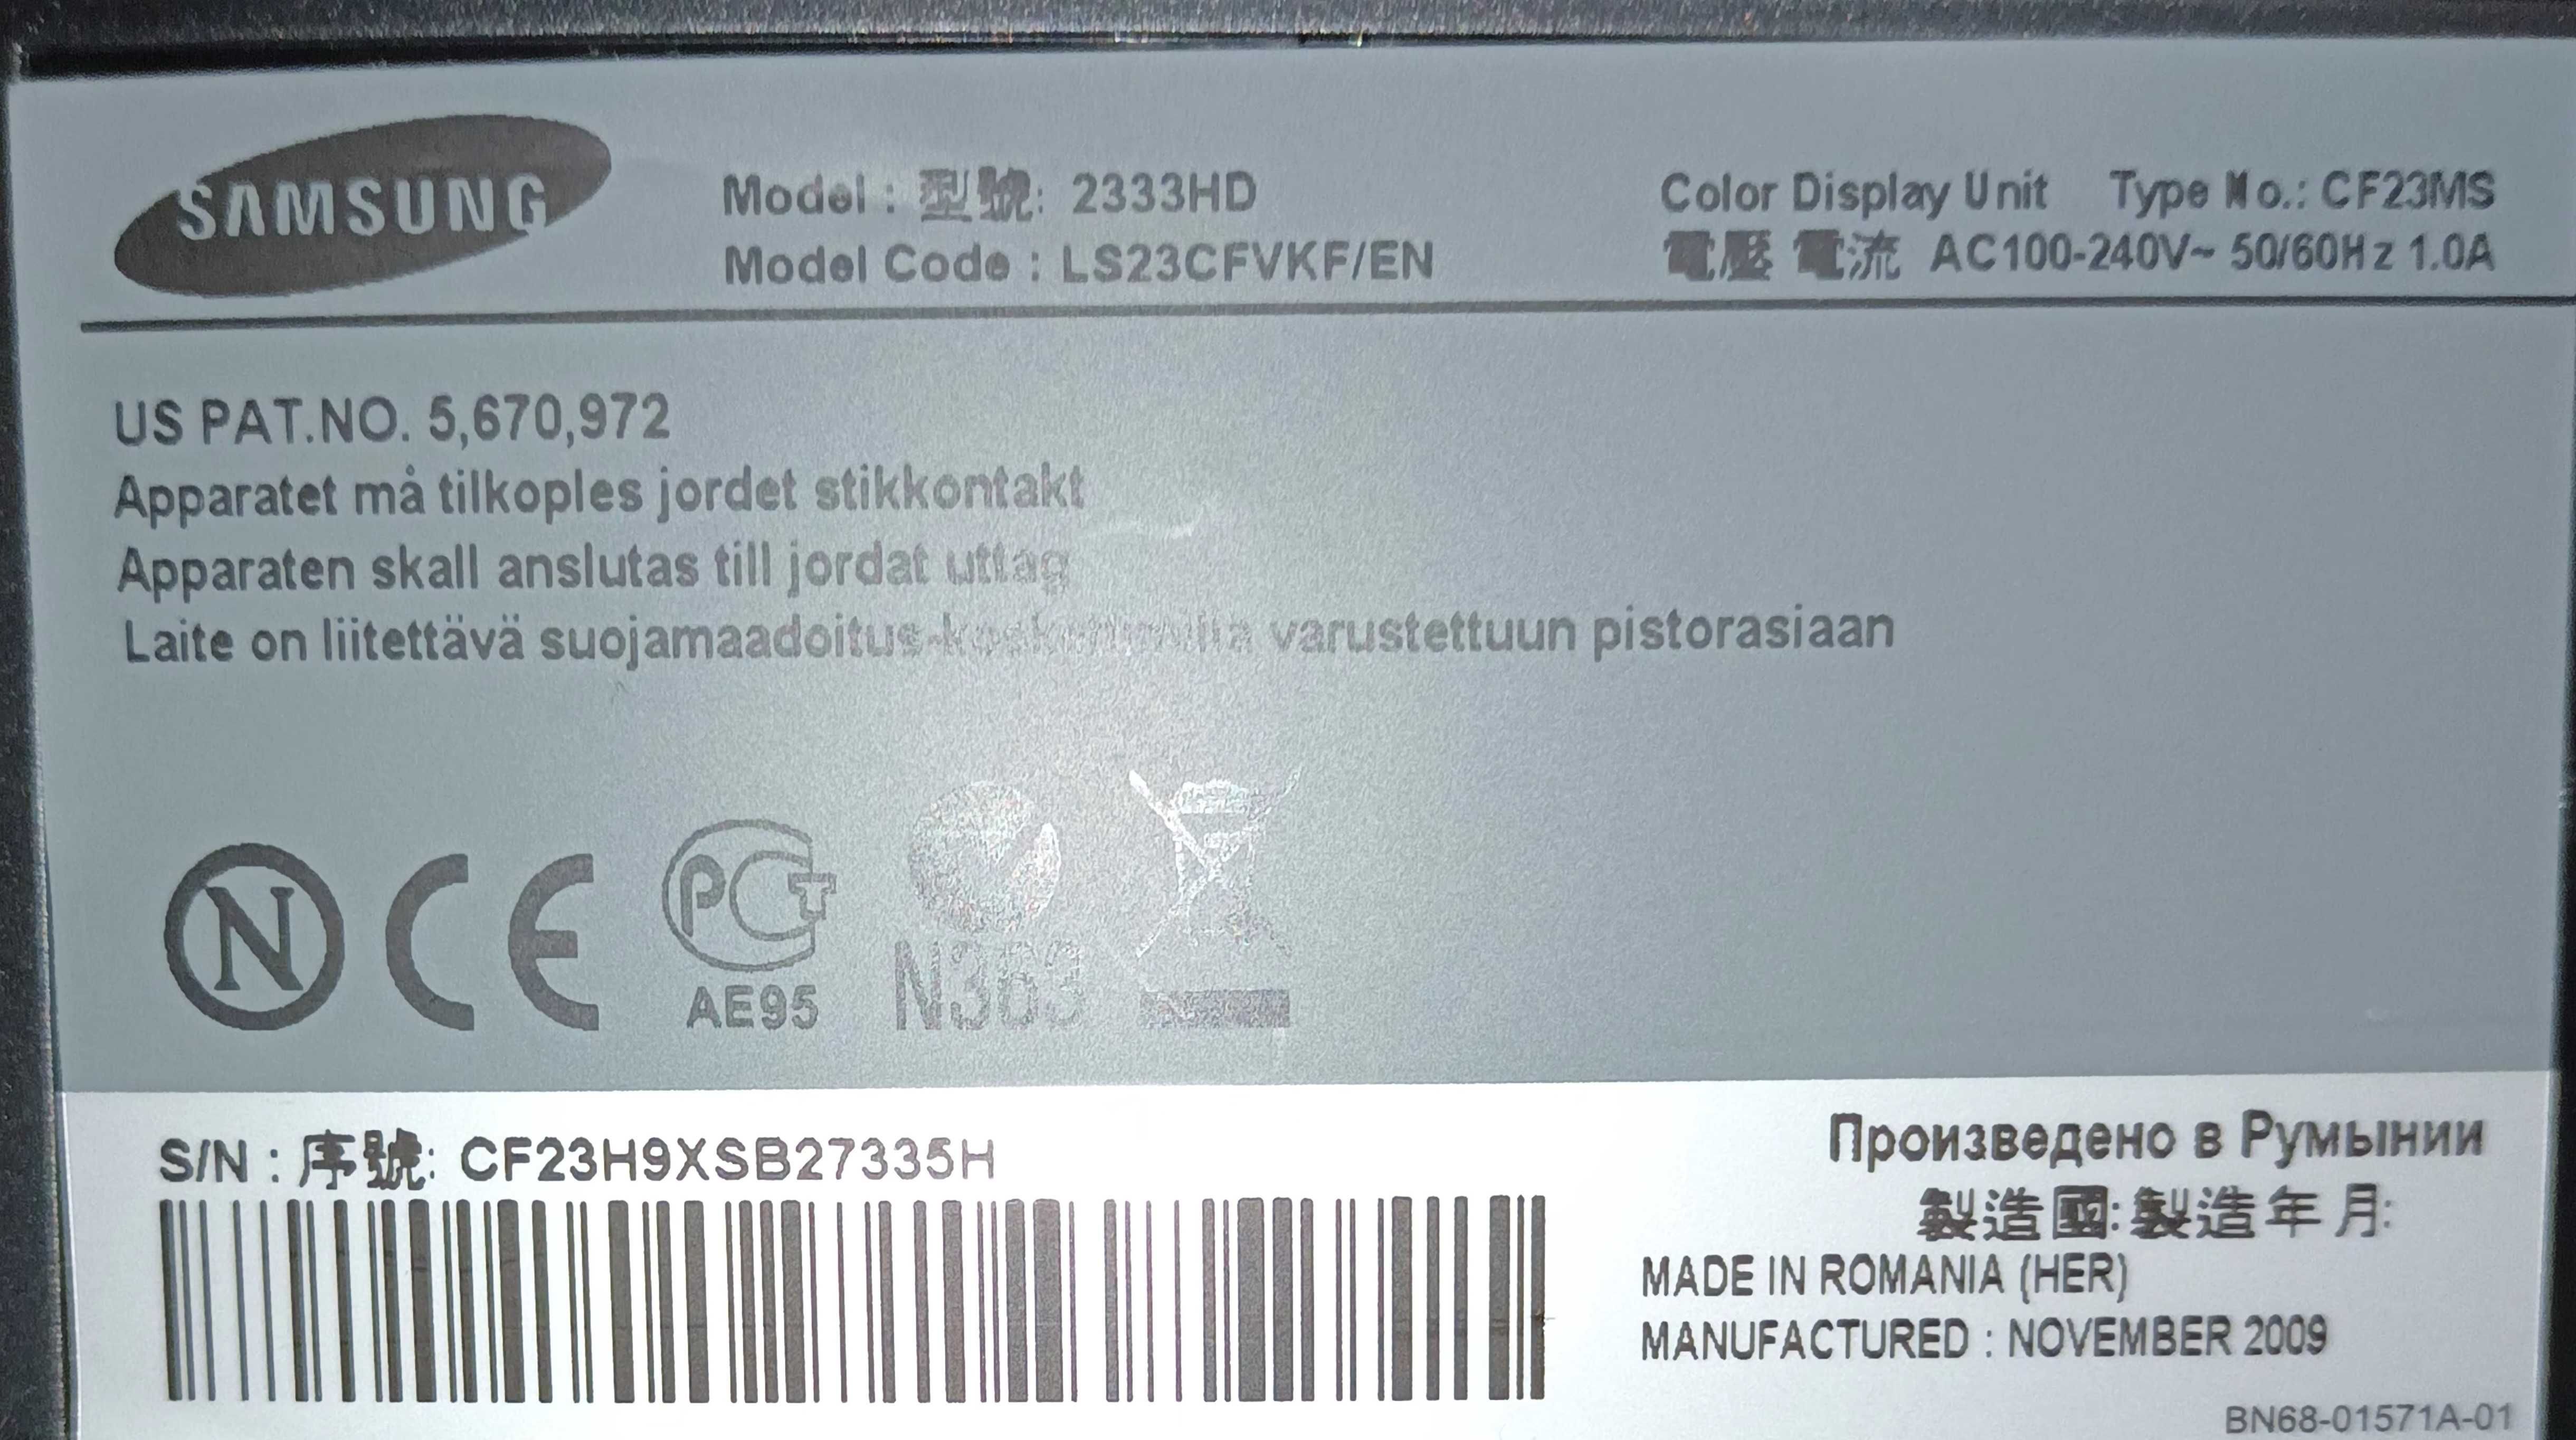 SAMSUNG
Model : 型號: 2333HD
Model Code : LS23CFVKF/EN
Color Display Unit Type No.: CF23MS
電壓 電流 AC100-240V~ 50/60Hz 1.0A
US PAT.NO. 5,670,972
Apparatet må tilkoples jordet stikkontakt
Apparaten skall anslutas till jordat uttag
Laite on liitettävä suojamaadoitus-koskettimilla varustettuun pistorasiaan
N CE PCT
AE95 N363
S/N : 序號: CF23H9XSB27335H
Произведено в Румынии
製造國: 製造年月:
MADE IN ROMANIA (HER)
MANUFACTURED : NOVEMBER 2009
BN68-01571A-01